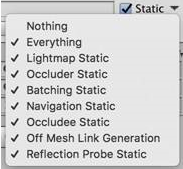 Static
Nothing
Everything
Lightmap Static
Occluder Static
Batching Static
Navigation Static
Occludee Static
Off Mesh Link Generation
Reflection Probe Static